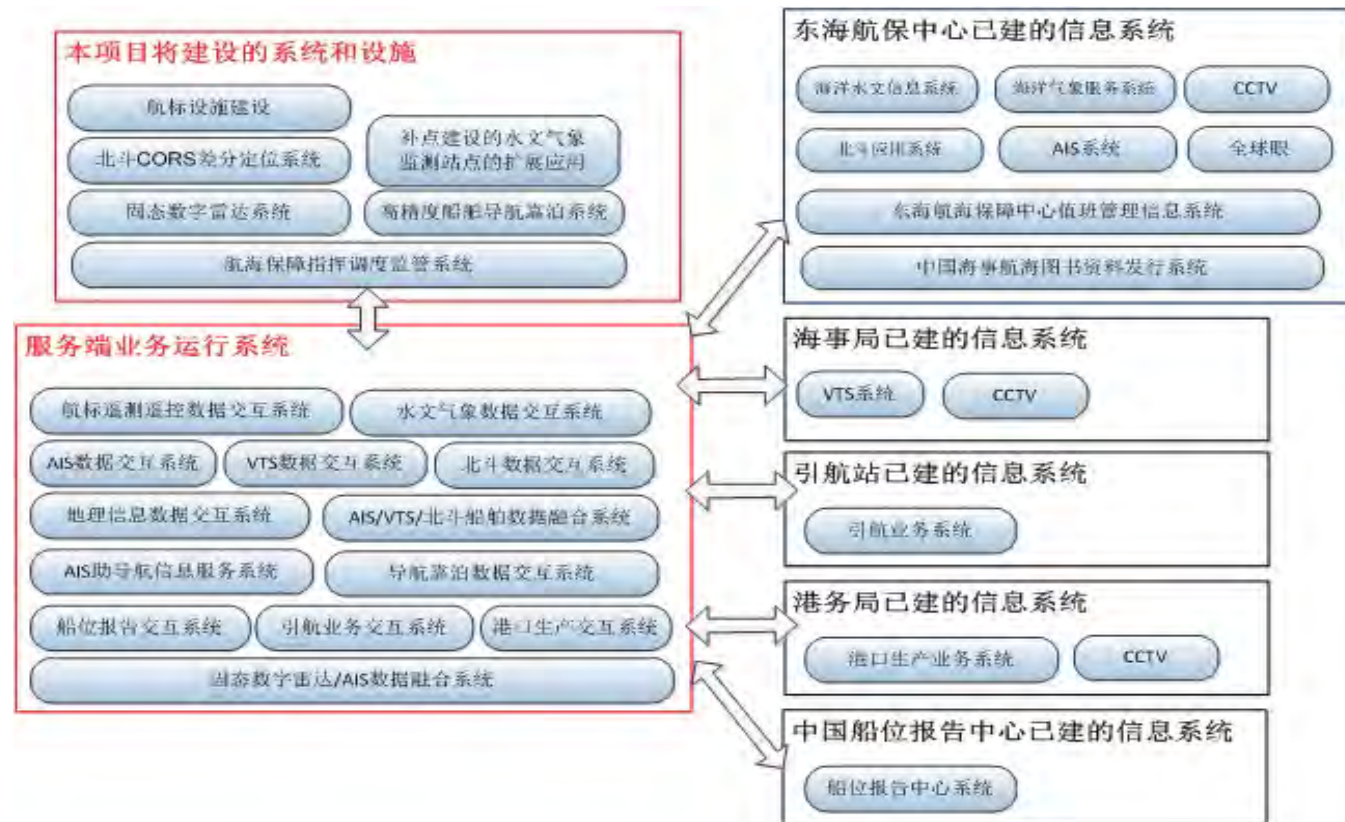 本项目将建设的系统和设施
航标设施建设
北斗CORS差分定位系统
补点建设的水文气象
监测站点的扩展应用
固态数字雷达系统
高精度船舶导航靠泊系统
航海保障指挥调度监管系统
服务端业务运行系统
航标遥测遥控数据交互系统
水文气象数据交互系统
AIS数据交互系统
VTS数据交互系统
北斗数据交互系统
地理信息数据交互系统
AIS/VTS/北斗船舶数据融合系统
AIS助导航信息服务系统
导航靠泊数据交互系统
船位报告交互系统
引航业务交互系统
港口生产交互系统
固态数字雷达/AIS数据融合系统
东海航保中心已建的信息系统
海洋水文信息系统
海洋气象服务系统
CCTV
北斗应用系统
AIS系统
全球眼
东海航海保障中心值班管理信息系统
中国海事航海图书资料发行系统
海事局已建的信息系统
VTS系统
CCTV
引航站已建的信息系统
引航业务系统
港务局已建的信息系统
港口生产业务系统
CCTV
中国船位报告中心已建的信息系统
船位报告中心系统